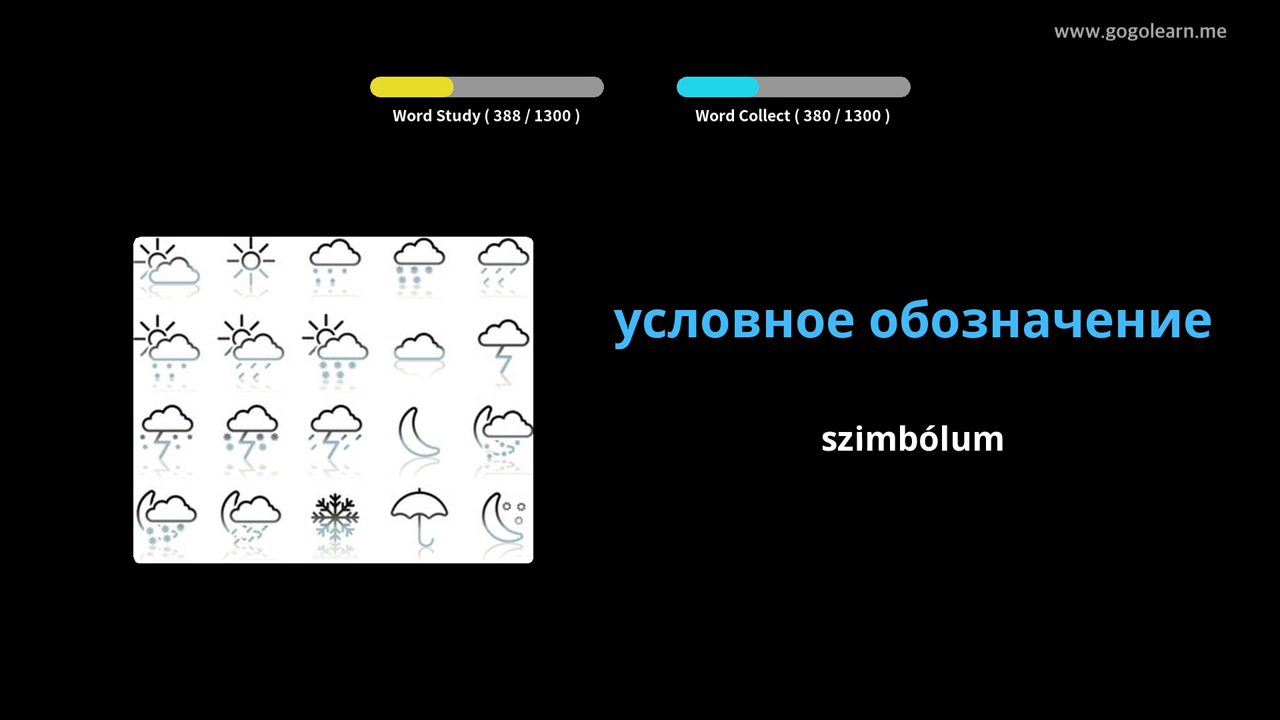 www.gogolearn.me
Word Study ( 388 / 1300 )
Word Collect ( 380 / 1300 )
условное обозначение
szimbólum